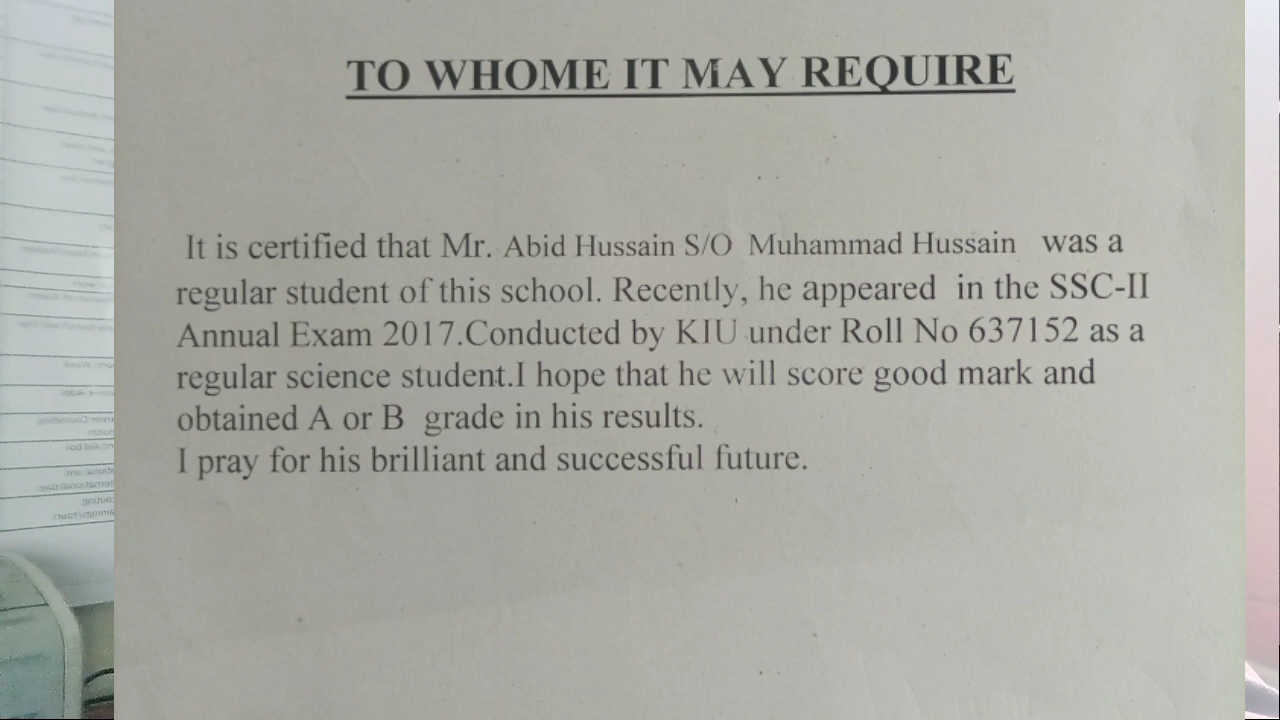 TO WHOME IT MAY REQUIRE
It is certified that Mr. Abid Hussain S/O Muhammad Hussain was a
regular student of this school. Recently, he appeared in the SSC-II
Annual Exam 2017.Conducted by KIU under Roll No 637152 as a
regular science student.I hope that he will score good mark and
obtained A or B grade in his results.
I pray for his brilliant and successful future.